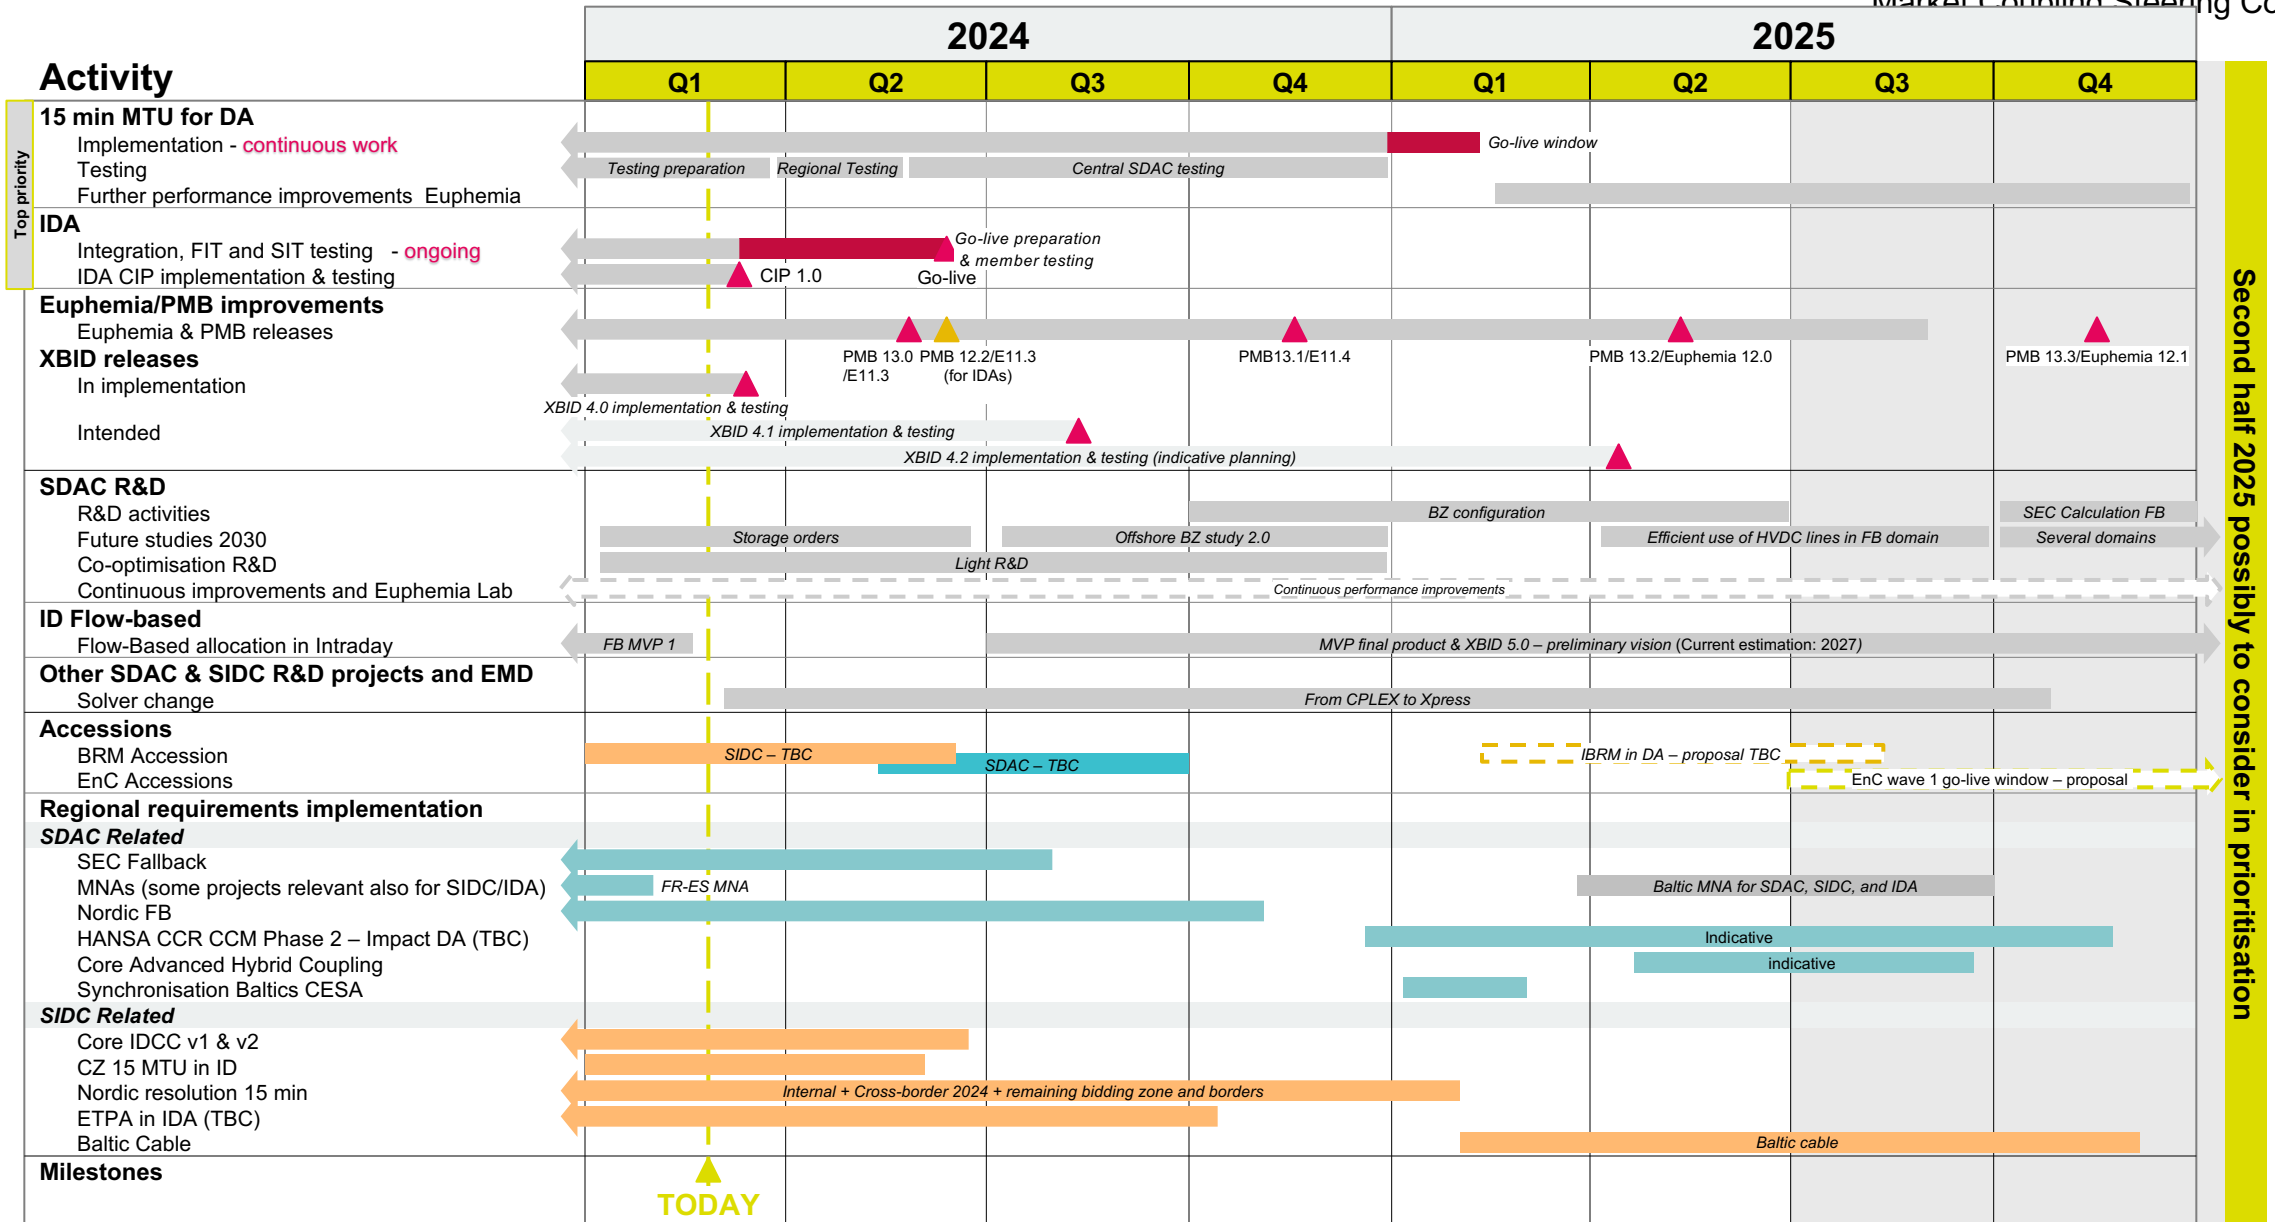 Market Coupling Steering Co
2024
2025
Activity
Q1
Q2
Q3
Q4
Q1
Q2
Q3
Q4
Top priority
15 min MTU for DA
Implementation - continuous work
Go-live window
Testing
Testing preparation
Regional Testing
Central SDAC testing
Further performance improvements Euphemia
IDA
Integration, FIT and SIT testing - ongoing
Go-live preparation
& member testing
IDA CIP implementation & testing
CIP 1.0
Go-live
Euphemia/PMB improvements
Euphemia & PMB releases
PMB 13.0
/E11.3
PMB 12.2/E11.3
(for IDAs)
PMB13.1/E11.4
PMB 13.2/Euphemia 12.0
PMB 13.3/Euphemia 12.1
XBID releases
In implementation
XBID 4.0 implementation & testing
Intended
XBID 4.1 implementation & testing
XBID 4.2 implementation & testing (indicative planning)
SDAC R&D
R&D activities
BZ configuration
SEC Calculation FB
Future studies 2030
Storage orders
Offshore BZ study 2.0
Efficient use of HVDC lines in FB domain
Several domains
Co-optimisation R&D
Light R&D
Continuous improvements and Euphemia Lab
Continuous performance improvements
ID Flow-based
Flow-Based allocation in Intraday
FB MVP 1
MVP final product & XBID 5.0 – preliminary vision (Current estimation: 2027)
Other SDAC & SIDC R&D projects and EMD
Solver change
From CPLEX to Xpress
Accessions
BRM Accession
SIDC – TBC
SDAC – TBC
IBRM in DA – proposal TBC
EnC Accessions
EnC wave 1 go-live window – proposal
Regional requirements implementation
SDAC Related
SEC Fallback
MNAs (some projects relevant also for SIDC/IDA)
FR-ES MNA
Baltic MNA for SDAC, SIDC, and IDA
Nordic FB
HANSA CCR CCM Phase 2 – Impact DA (TBC)
Indicative
Core Advanced Hybrid Coupling
indicative
Synchronisation Baltics CESA
SIDC Related
Core IDCC v1 & v2
CZ 15 MTU in ID
Nordic resolution 15 min
Internal + Cross-border 2024 + remaining bidding zone and borders
ETPA in IDA (TBC)
Baltic Cable
Baltic cable
Milestones
TODAY
Second half 2025 possibly to consider in prioritisation